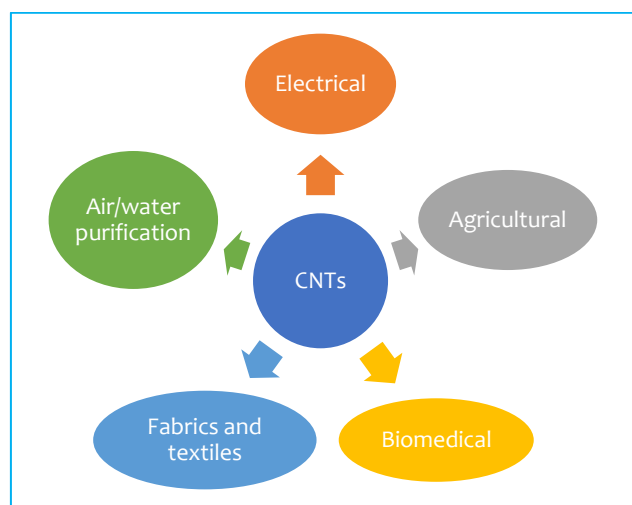 Electrical
Air/water
purification
Agricultural
CNTs
Fabrics and
textiles
Biomedical